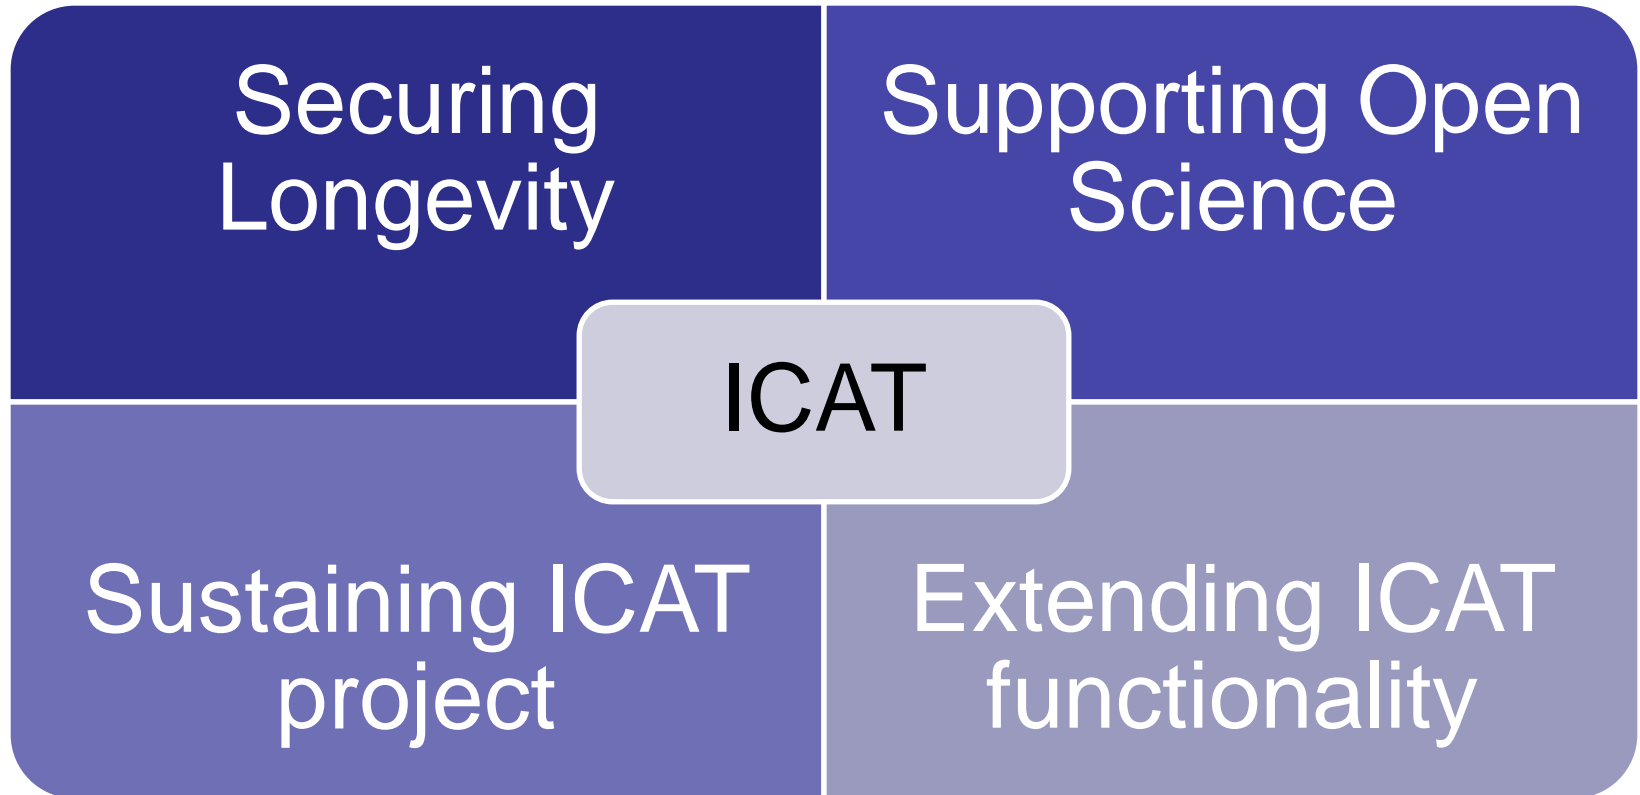 Securing
Longevity
Supporting Open
Science
ICAT
Sustaining ICAT
project
Extending ICAT
functionality